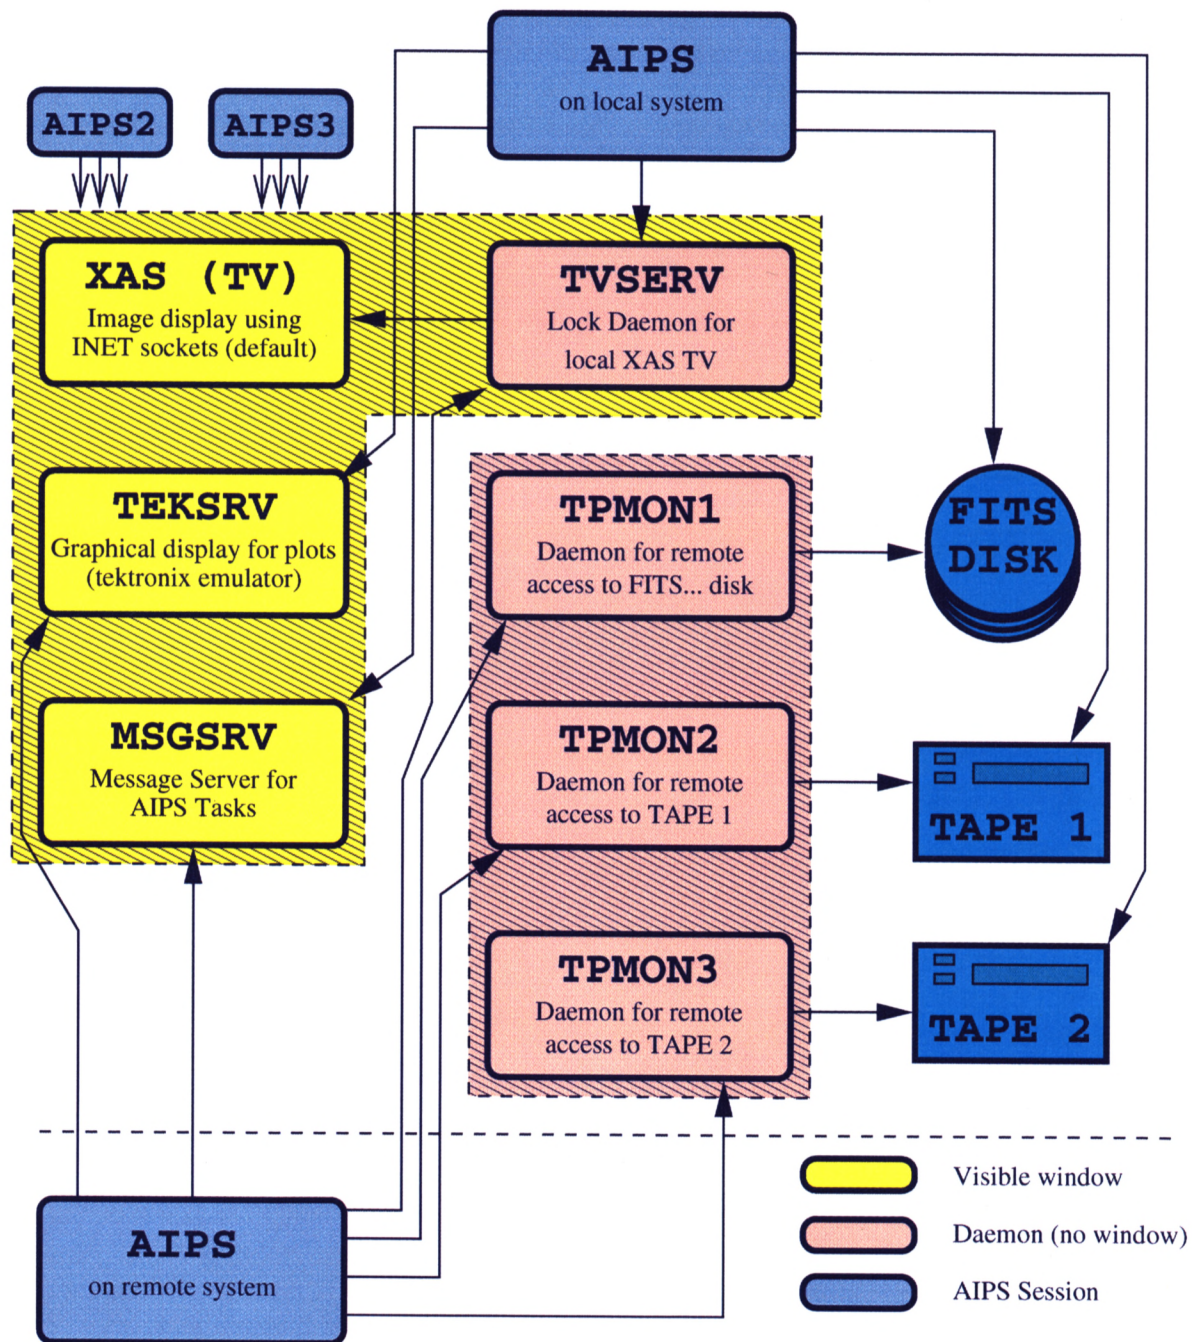 AIPS
on local system
AIPS2
AIPS3
XAS (TV)
Image display using
INET sockets (default)
TVSERV
Lock Daemon for
local XAS TV
TEKSRV
Graphical display for plots
(tektronix emulator)
TPMON1
Daemon for remote
access to FITS... disk
FITS
DISK
MSGSRV
Message Server for
AIPS Tasks
TPMON2
Daemon for remote
access to TAPE 1
TAPE 1
TPMON3
Daemon for remote
access to TAPE 2
TAPE 2
AIPS
on remote system
Visible window
Daemon (no window)
AIPS Session